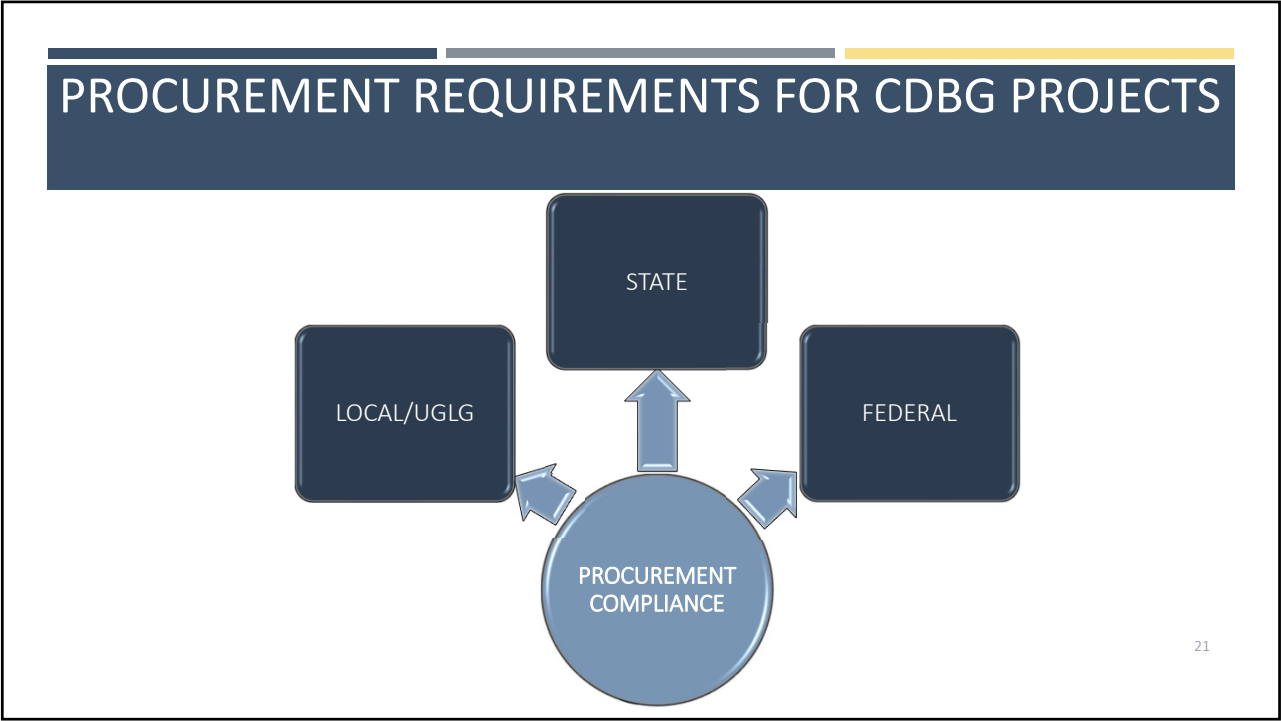 PROCUREMENT REQUIREMENTS FOR CDBG PROJECTS
STATE
LOCAL/UGLG
FEDERAL
PROCUREMENT
COMPLIANCE
21